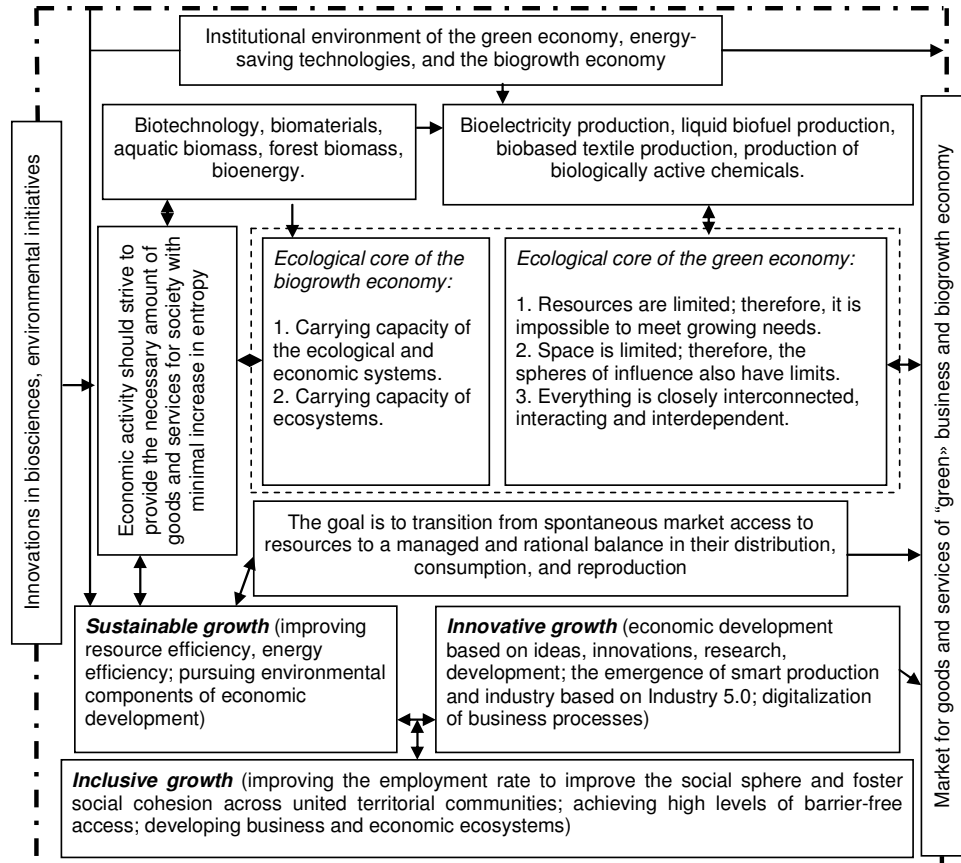 Institutional environment of the green economy, energy-
saving technologies, and the biogrowth economy
Innovations in biosciences, environmental initiatives
Biotechnology, biomaterials,
aquatic biomass, forest biomass,
bioenergy.
Bioelectricity production, liquid biofuel production,
biobased textile production, production of
biologically active chemicals.
Market for goods and services of “green» business and biogrowth economy
Economic activity should strive to
provide the necessary amount of
goods and services for society with
minimal increase in entropy
Ecological core of the
biogrowth economy:
1. Carrying capacity of
the ecological and
economic systems.
2. Carrying capacity of
ecosystems.
Ecological core of the green economy:
1. Resources are limited; therefore, it is
impossible to meet growing needs.
2. Space is limited; therefore, the
spheres of influence also have limits.
3. Everything is closely interconnected,
interacting and interdependent.
The goal is to transition from spontaneous market access to
resources to a managed and rational balance in their distribution,
consumption, and reproduction
Sustainable growth (improving
resource efficiency, energy
efficiency; pursuing environmental
components of economic
development)
Innovative growth (economic development
based on ideas, innovations, research,
development; the emergence of smart production
and industry based on Industry 5.0; digitalization
of business processes)
Inclusive growth (improving the employment rate to improve the social sphere and foster
social cohesion across united territorial communities; achieving high levels of barrier-free
access; developing business and economic ecosystems)